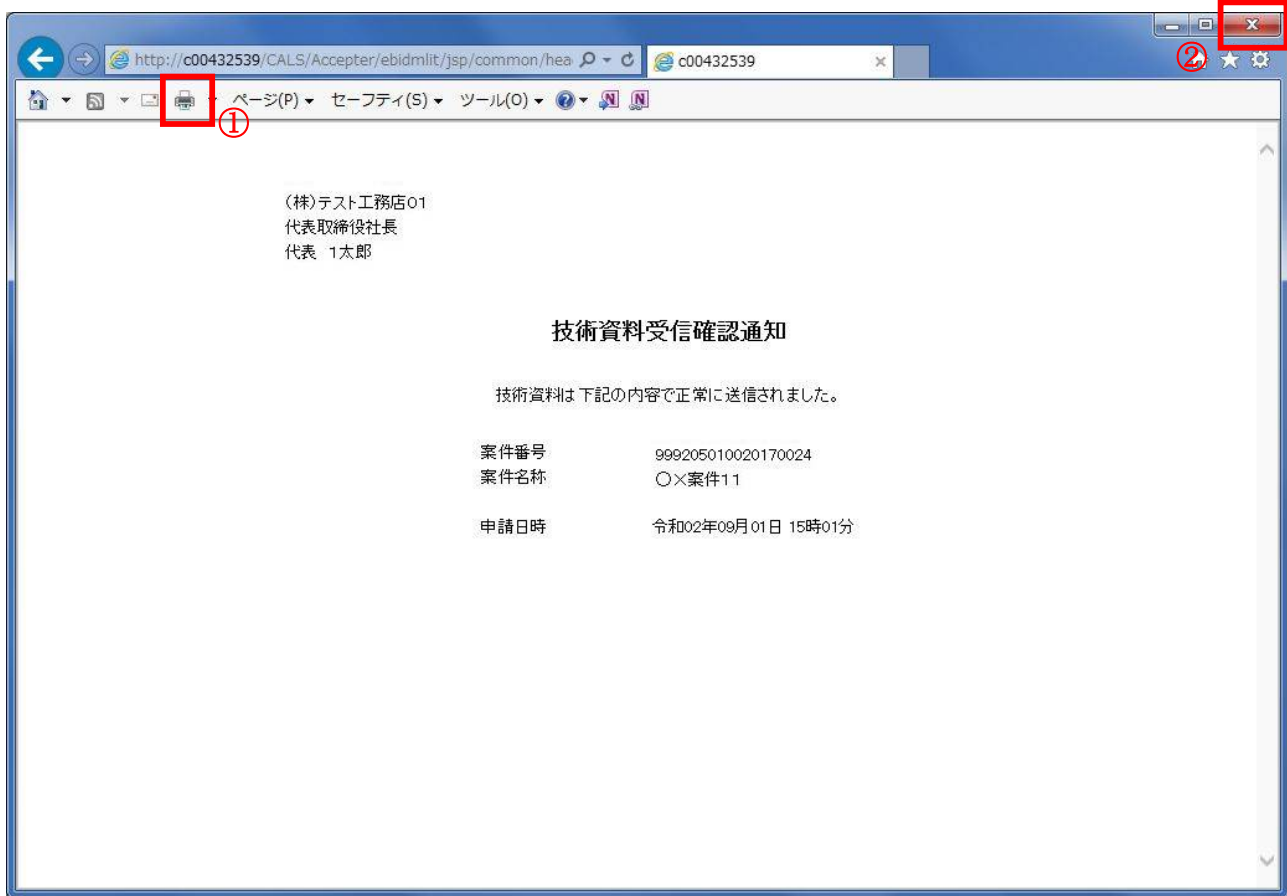 ②
http://c00432539/CALS/Accepter/ebidmlit/jsp/common/hea
c00432539
ページ(P) セーフティ(S) ツール(O)
①
(株)テスト工務店01
代表取締役社長
代表 1太郎
技術資料受信確認通知
技術資料は下記の内容で正常に送信されました。
案件番号 999205010020170024
案件名称 〇×案件11
申請日時 令和02年09月01日 15時01分